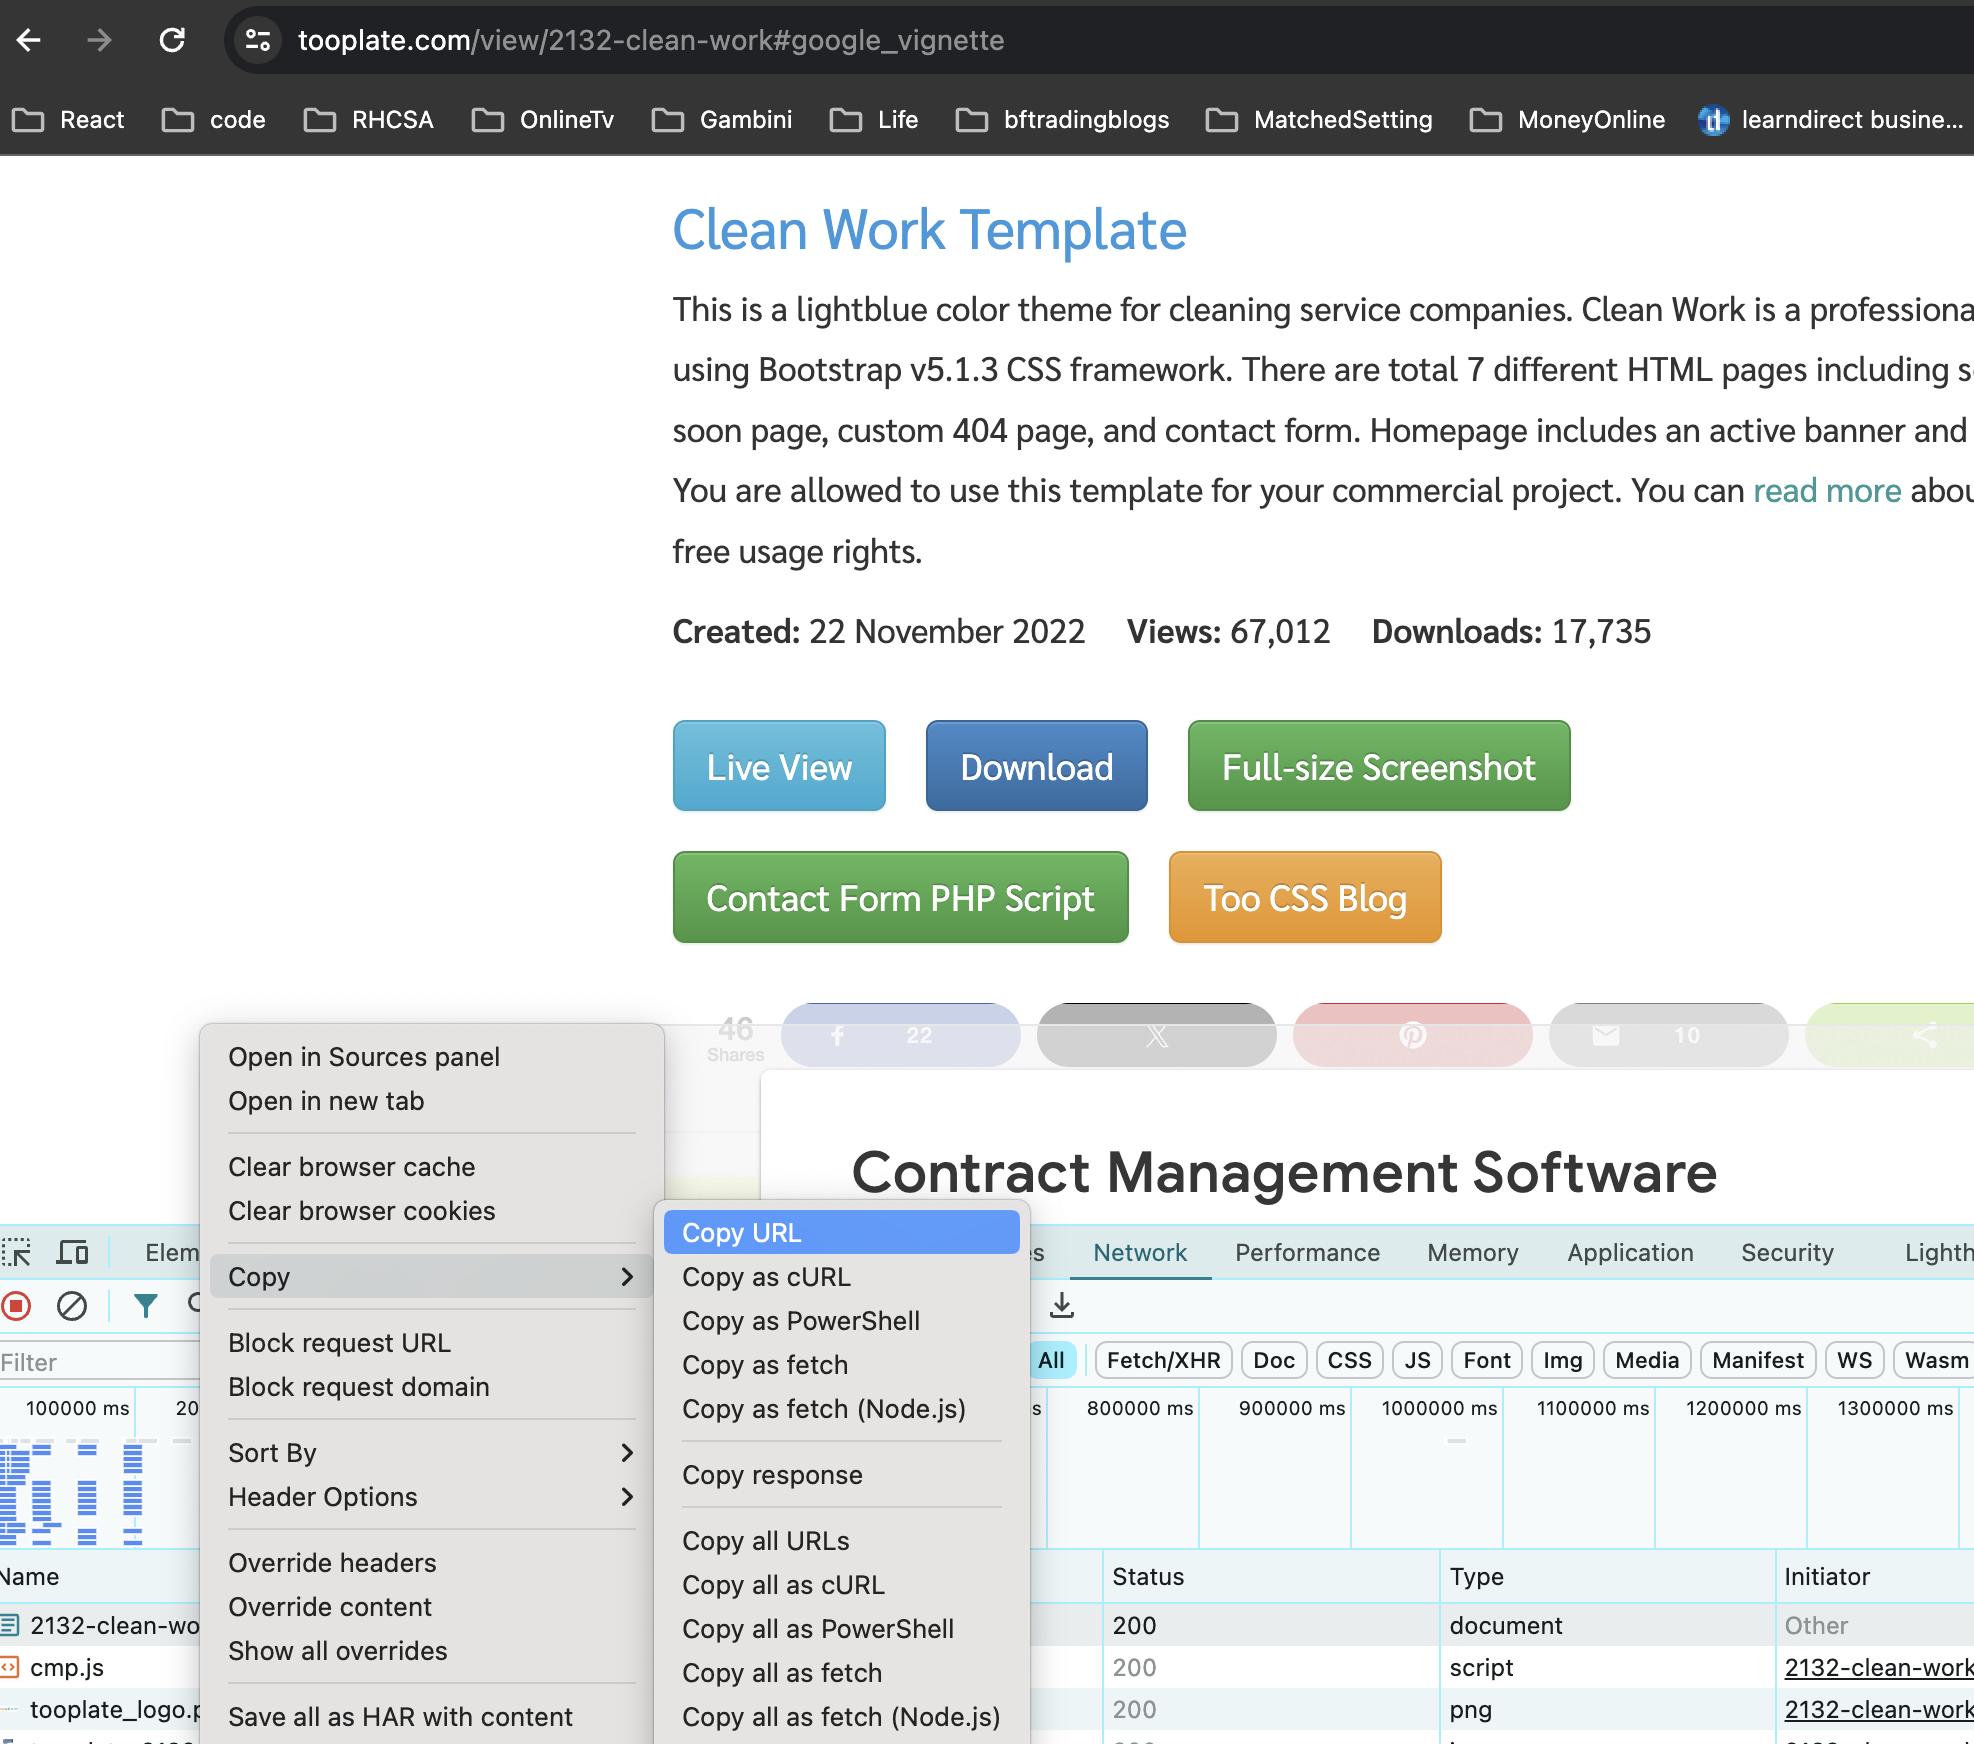 tooplate.com/view/2132-clean-work#google_vignette
React code RHCSA OnlineTv Gambini Life bftradingblogs MatchedSetting MoneyOnline learndirect busine...
Clean Work Template
This is a lightblue color theme for cleaning service companies. Clean Work is a professiona
using Bootstrap v5.1.3 CSS framework. There are total 7 different HTML pages including s
soon page, custom 404 page, and contact form. Homepage includes an active banner and
You are allowed to use this template for your commercial project. You can read more abou
free usage rights.
Created: 22 November 2022 Views: 67,012 Downloads: 17,735
Live View Download Full-size Screenshot
Contact Form PHP Script Too CSS Blog
46 22 10
Shares
Contract Management Software
Open in Sources panel
Open in new tab
Clear browser cache
Clear browser cookies
Copy
Block request URL
Block request domain
Sort By
Header Options
Override headers
Override content
Show all overrides
Save all as HAR with content
Copy URL
Copy as cURL
Copy as PowerShell
Copy as fetch
Copy as fetch (Node.js)
Copy response
Copy all URLs
Copy all as cURL
Copy all as PowerShell
Copy all as fetch
Copy all as fetch (Node.js)
Elem es Network Performance Memory Application Security Lighth
Filter All Fetch/XHR Doc CSS JS Font Img Media Manifest WS Wasm
100000 ms 20 s 800000 ms 900000 ms 1000000 ms 1100000 ms 1200000 ms 1300000 ms
Name Status Type Initiator
2132-clean-wo 200 document Other
cmp.js 200 script 2132-clean-work
tooplate_logo.p 200 png 2132-clean-work